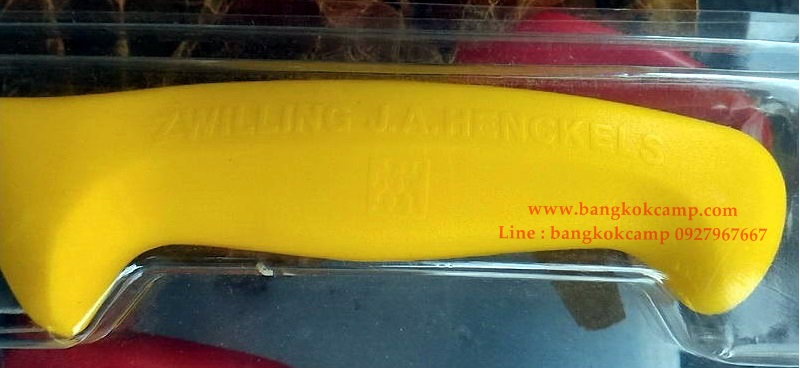 ZWILLING J.A.HENCKELS
www.bangkokcamp.com
Line : bangkokcamp 0927967667